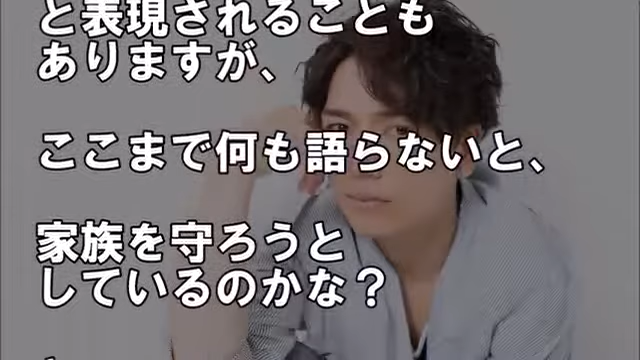 と表現されることも
ありますが、
ここまで何も語らないと、
家族を守ろうと
しているのかな？